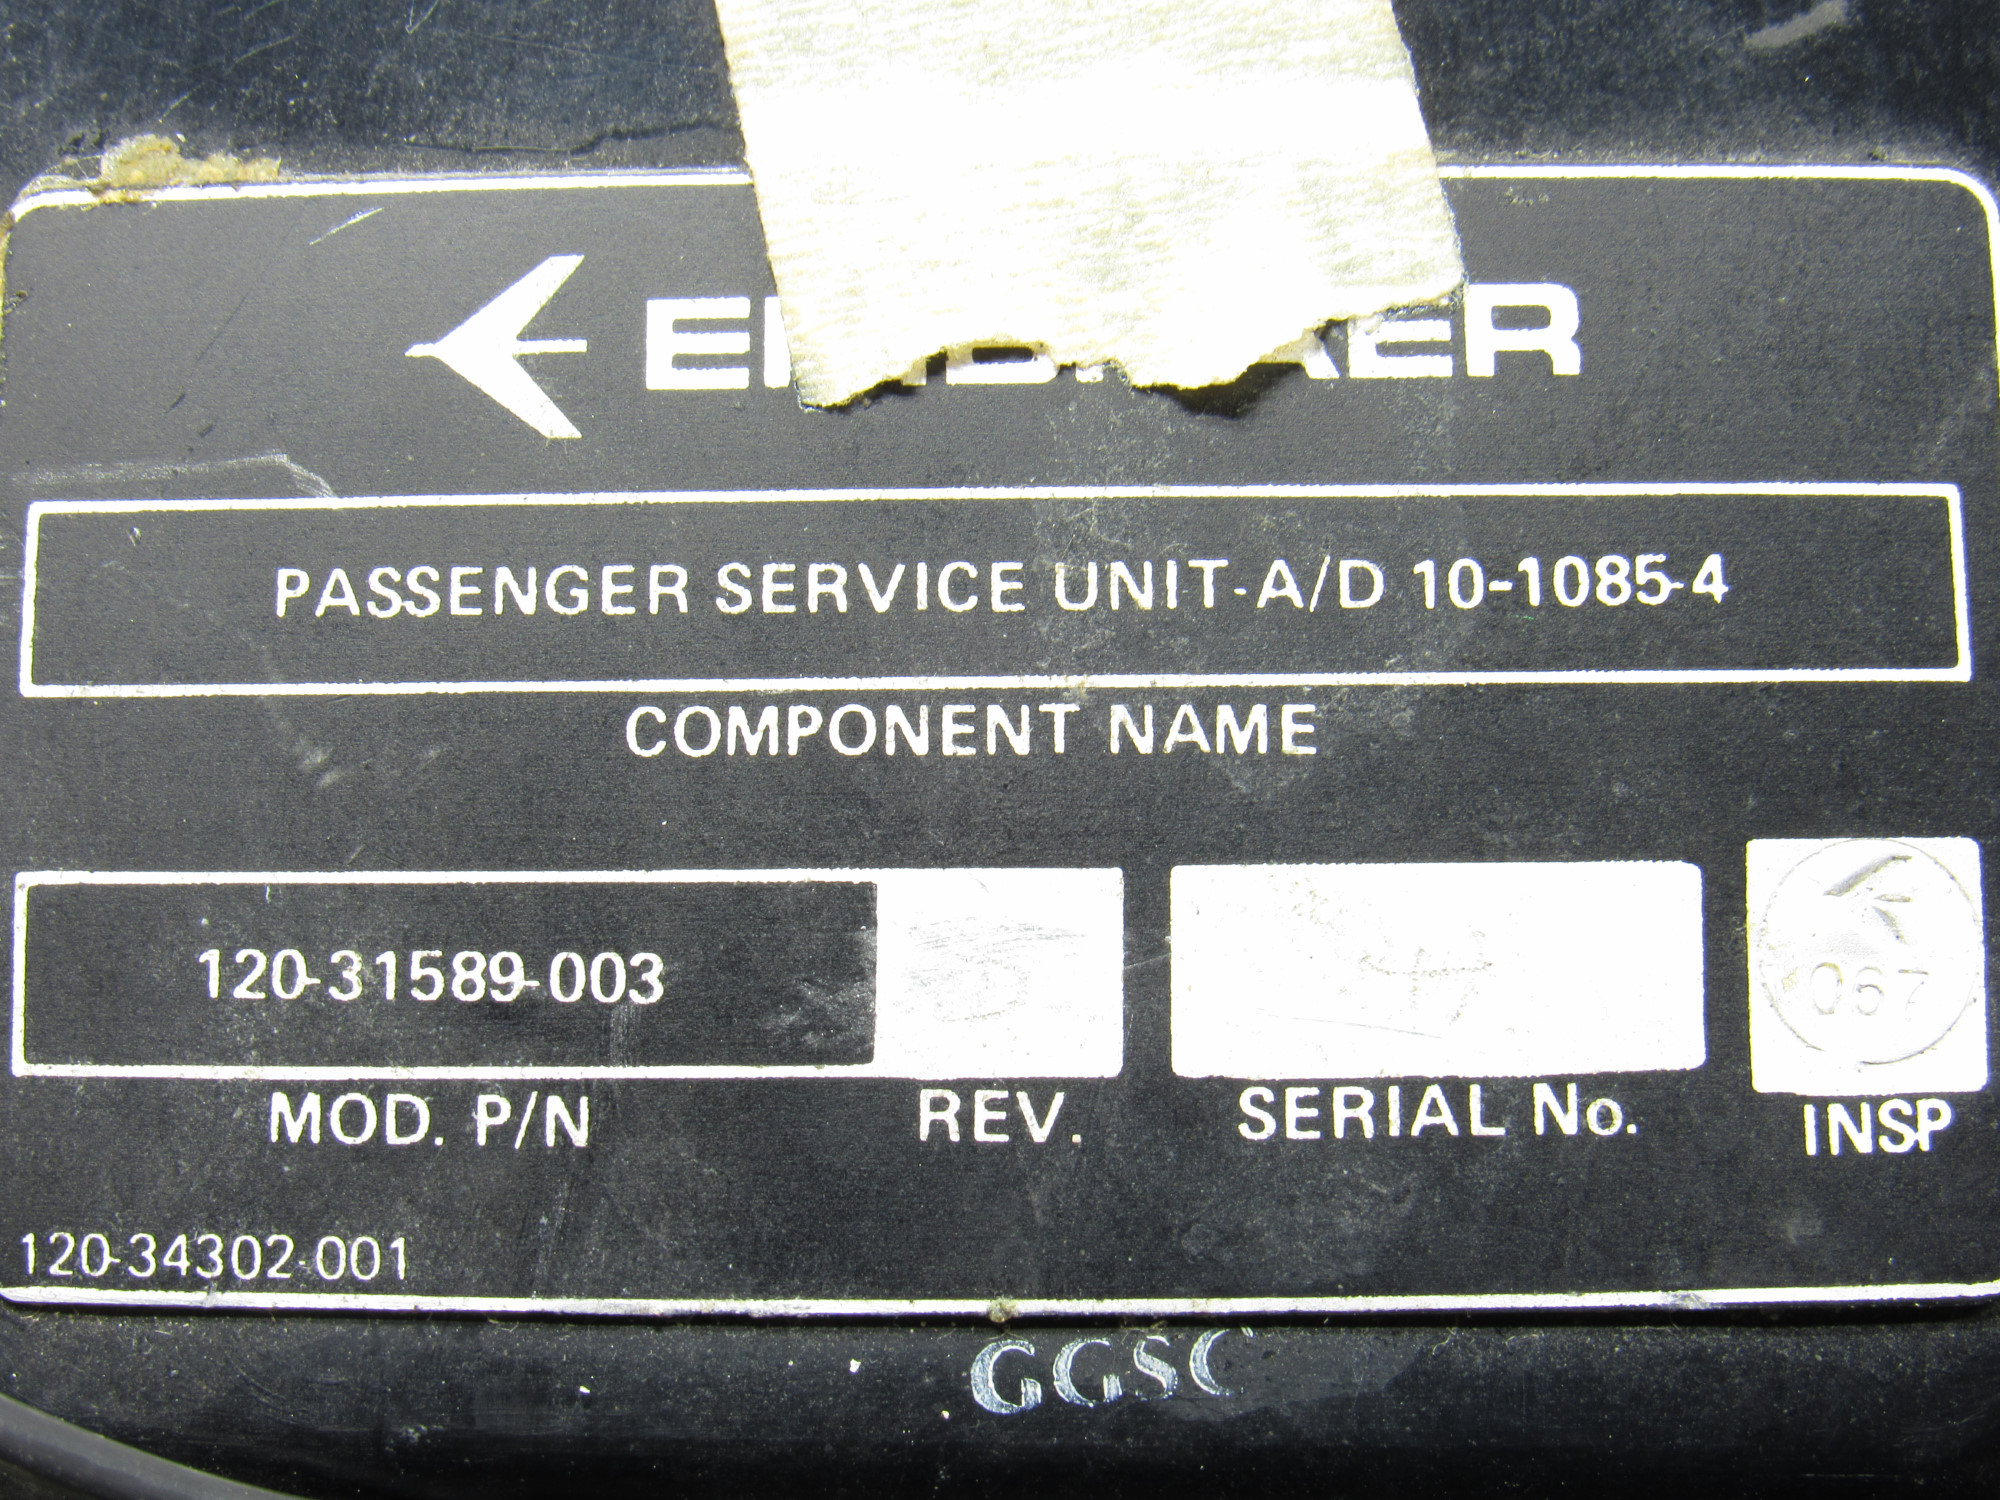 EMBRAER
PASSENGER SERVICE UNIT-A/D 10-1085-4
COMPONENT NAME
120-31589-003
067
MOD. P/N
REV.
SERIAL No.
INSP
120-34302-001
GGSC